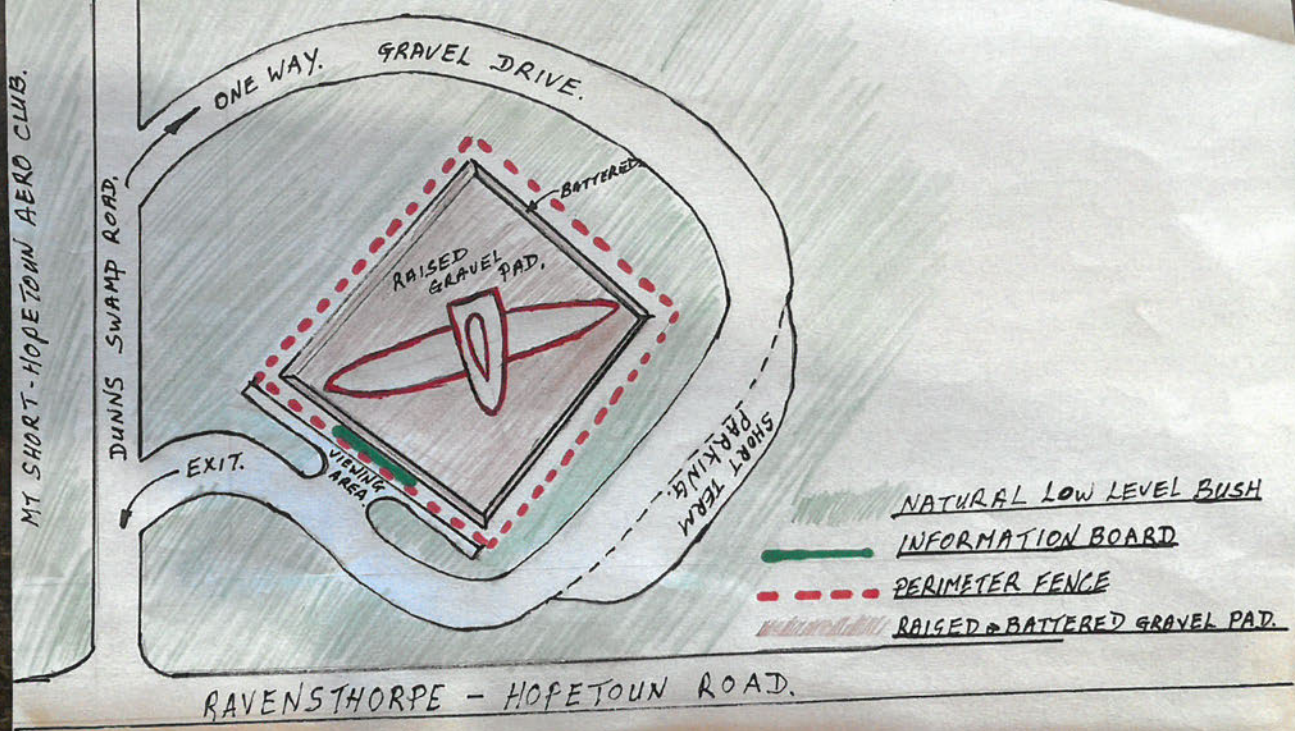 MT SHORT-HOPETOUN AERO CLUB.
DUNNS SWAMP ROAD.
ONE WAY. GRAVEL DRIVE.
BATTERED.
RAISED
GRAVEL
PAD.
EXIT.
VIEWING
AREA.
SHORT TERM
PARKING.
NATURAL LOW LEVEL BUSH
INFORMATION BOARD
PERIMETER FENCE
RAISED & BATTERED GRAVEL PAD.
RAVENSTHORPE - HOPETOUN ROAD.